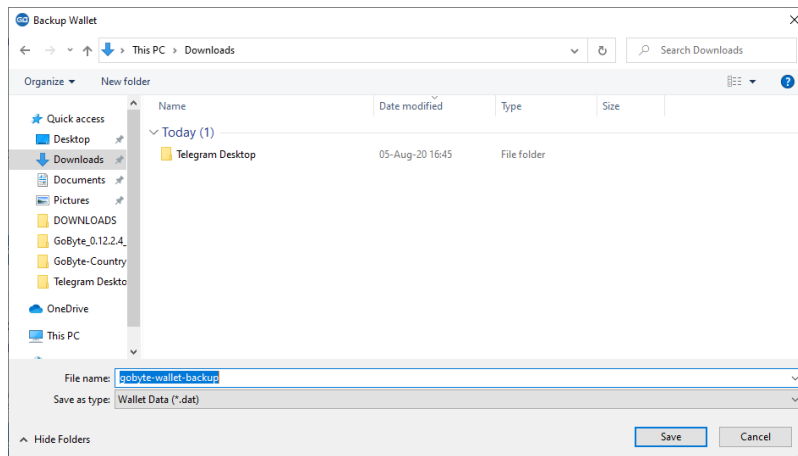 GO Backup Wallet
This PC > Downloads
Search Downloads
Organize
New folder
Name
Date modified
Type
Size
Quick access
Desktop
Downloads
Documents
Pictures
DOWNLOADS
GoByte_0.12.2.4_
GoByte-Country
Telegram Deskto
OneDrive
This PC
Today (1)
Telegram Desktop
05-Aug-20 16:45
File folder
File name: gobyte-wallet-backup
Save as type: Wallet Data (*.dat)
Hide Folders
Save
Cancel